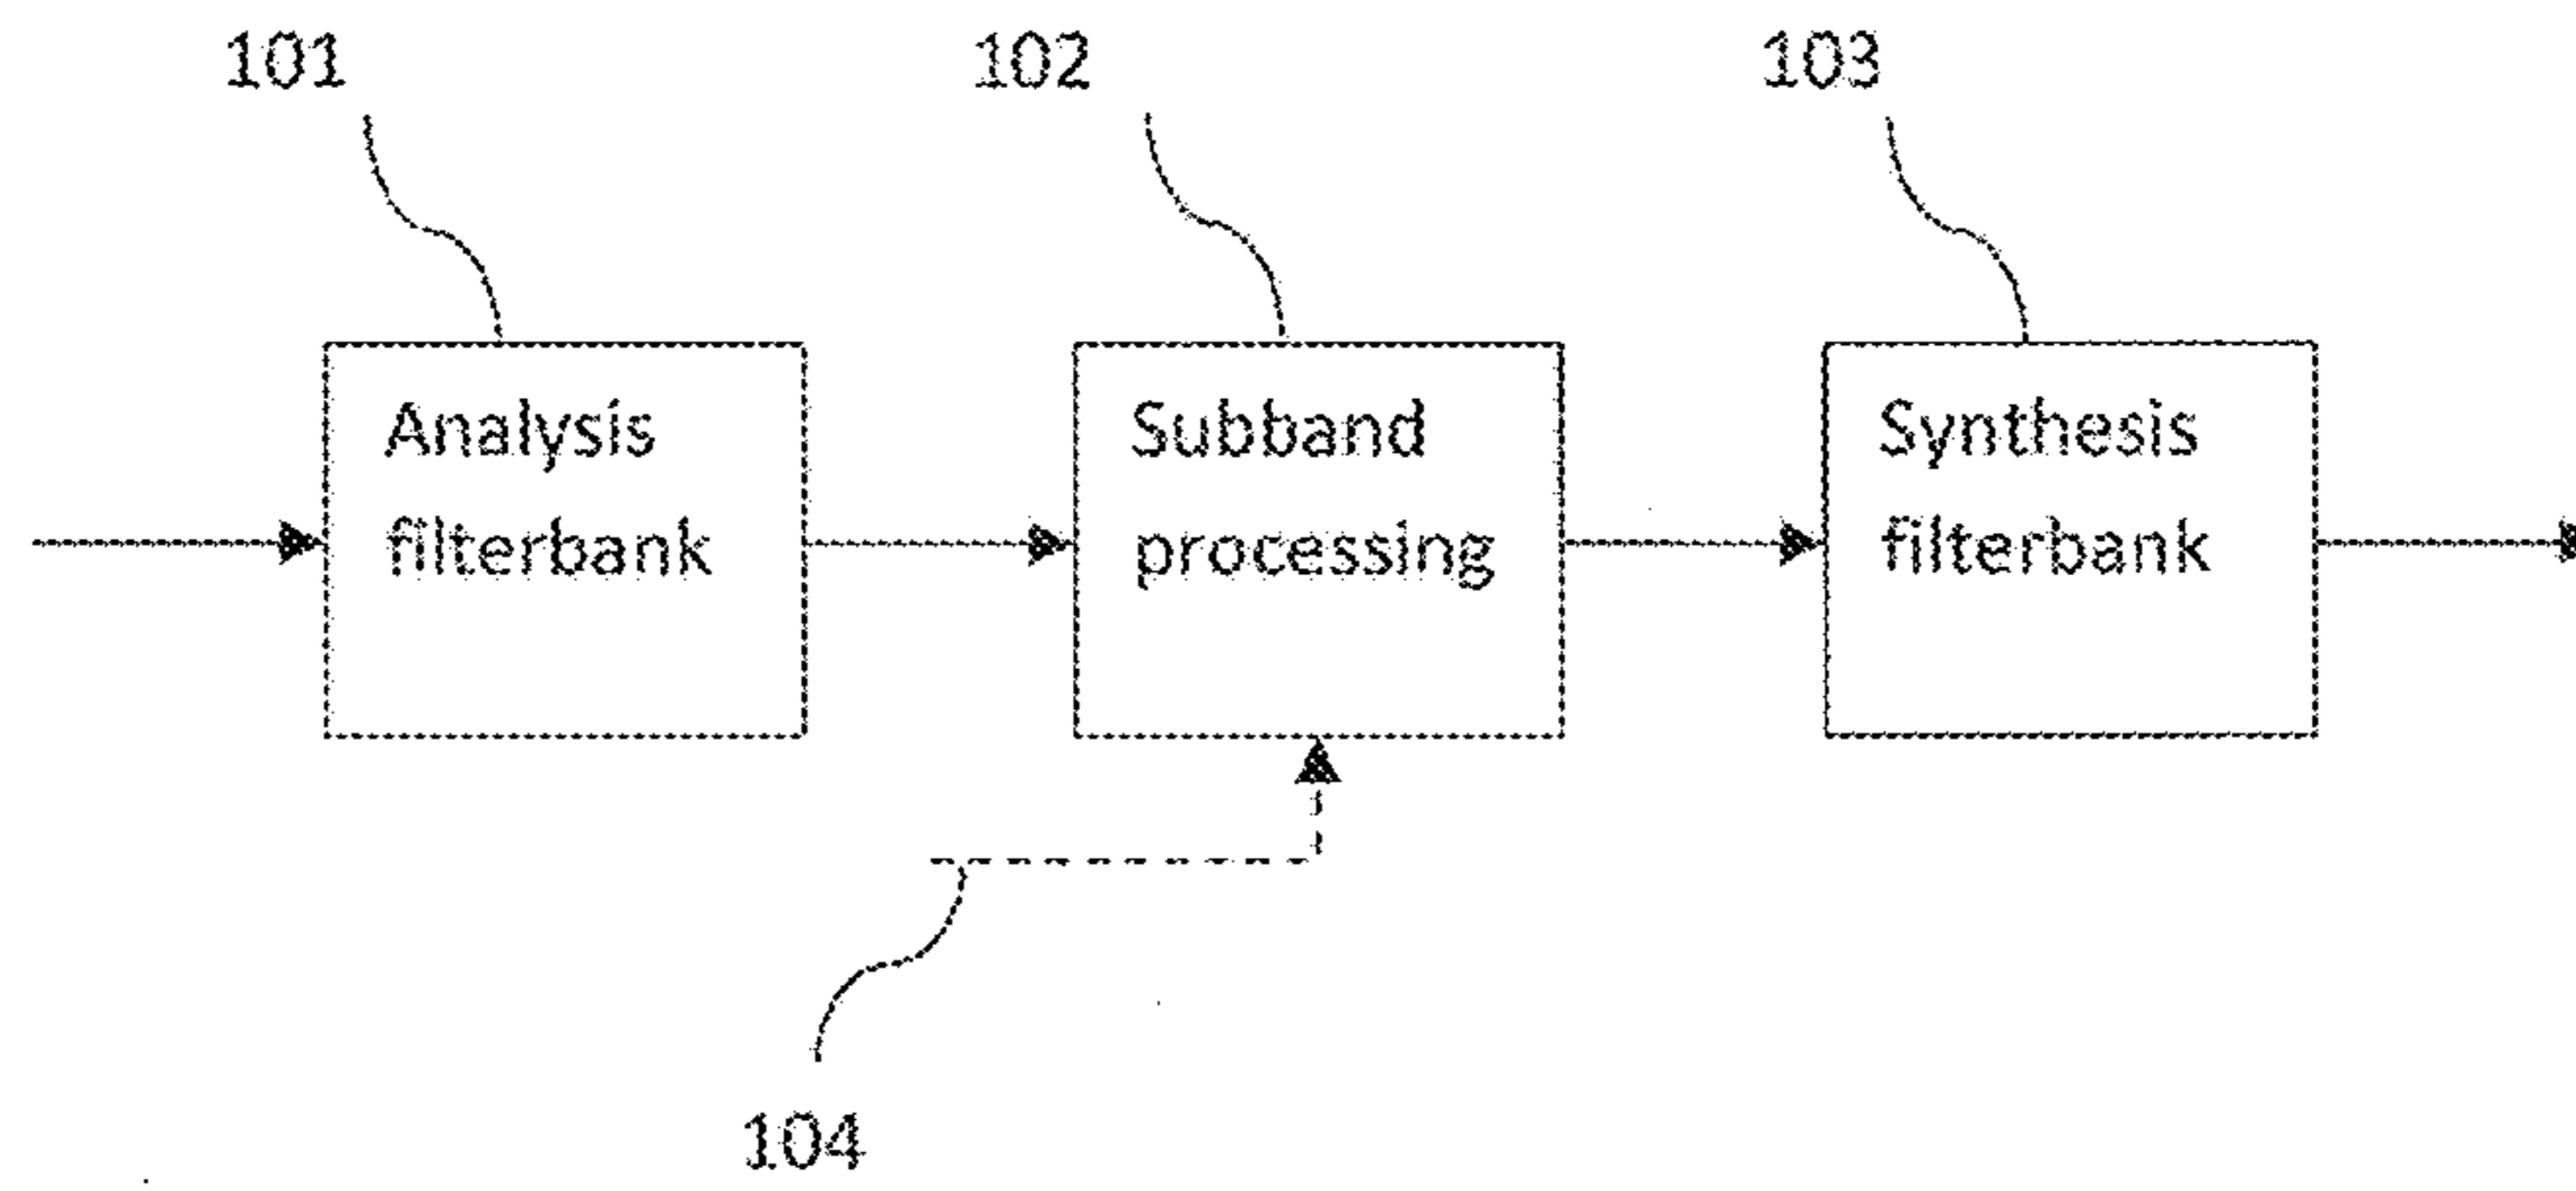 101
102
103
Analysis
filterbank
Subband
processing
Synthesis
filterbank
104